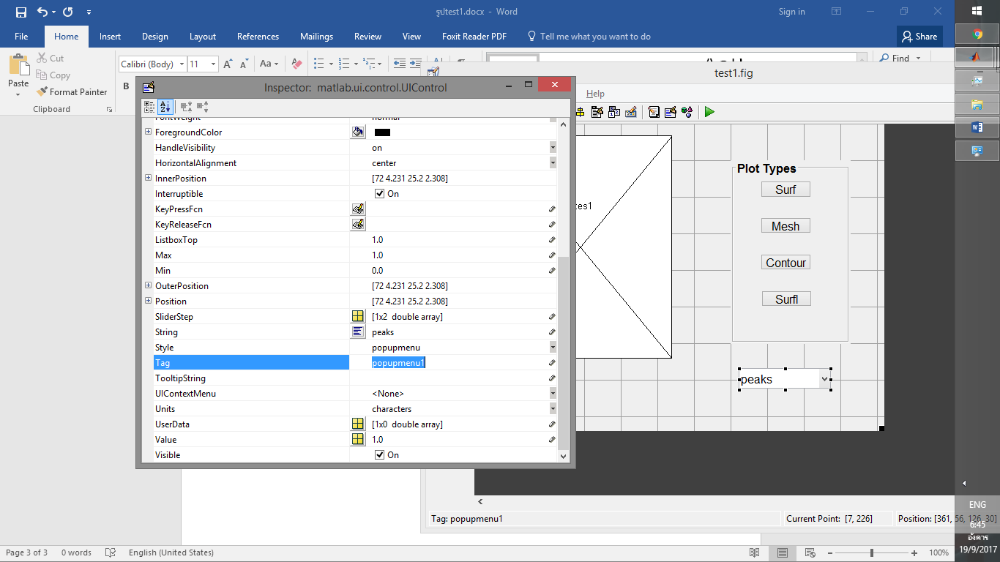 รูปtest1.docx - Word
Sign in
File Home Insert Design Layout References Mailings Review View Foxit Reader PDF Tell me what you want to do Share
Paste
Cut
Copy
Format Painter
Clipboard
Calibri (Body) 11
Aa
B
Find
test1.fig
Help
Inspector: matlab.ui.control.UIControl
FontWeight normal
ForegroundColor
HandleVisibility on
HorizontalAlignment center
InnerPosition [72 4.231 25.2 2.308]
Interruptible On
KeyPressFcn
KeyReleaseFcn
ListboxTop 1.0
Max 1.0
Min 0.0
OuterPosition [72 4.231 25.2 2.308]
Position [72 4.231 25.2 2.308]
SliderStep [1x2 double array]
String peaks
Style popupmenu
Tag popupmenu1
TooltipString
UIContextMenu <None>
Units characters
UserData [1x0 double array]
Value 1.0
Visible On
Plot Types
Surf
Mesh
Contour
Surfl
peaks
Tag: popupmenu1
Current Point: [7, 226]
Position: [361, 56, 126, 30]
ENG
6:45
อังคาร
19/9/2017
Page 3 of 3 0 words English (United States) 100%